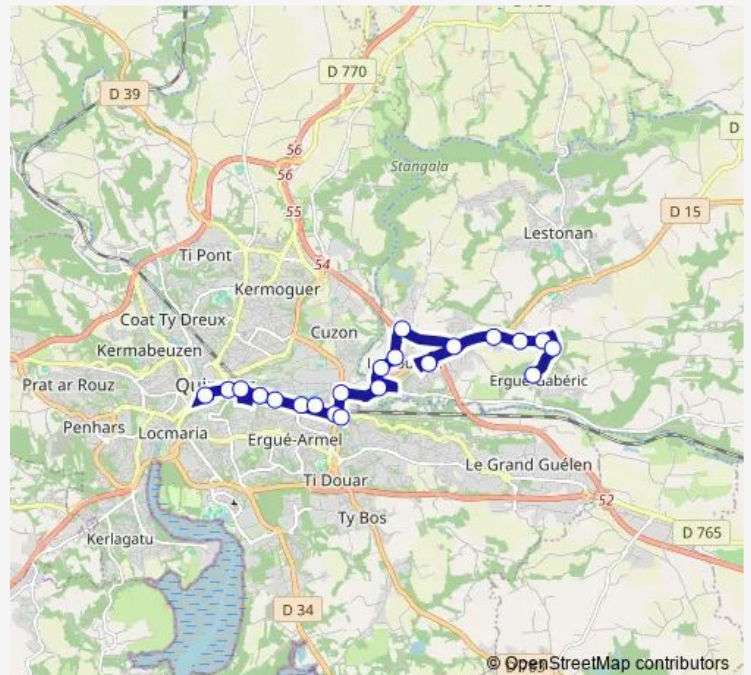 D 39
D 770
56
56
Stangala
D
55
D 15
Lestonan
Ti Pont
54
Kermoguer
Coat Ty Dreux
Cuzon
Kermabeuzen
Prat ar Rouz
Penhars
Locmaria
Ergué-Armel
Le Grand Guélen
Ti Douar
52
Ty Bos
Kerlagatu
D 765
D 34
© OpenStreetMap contributors